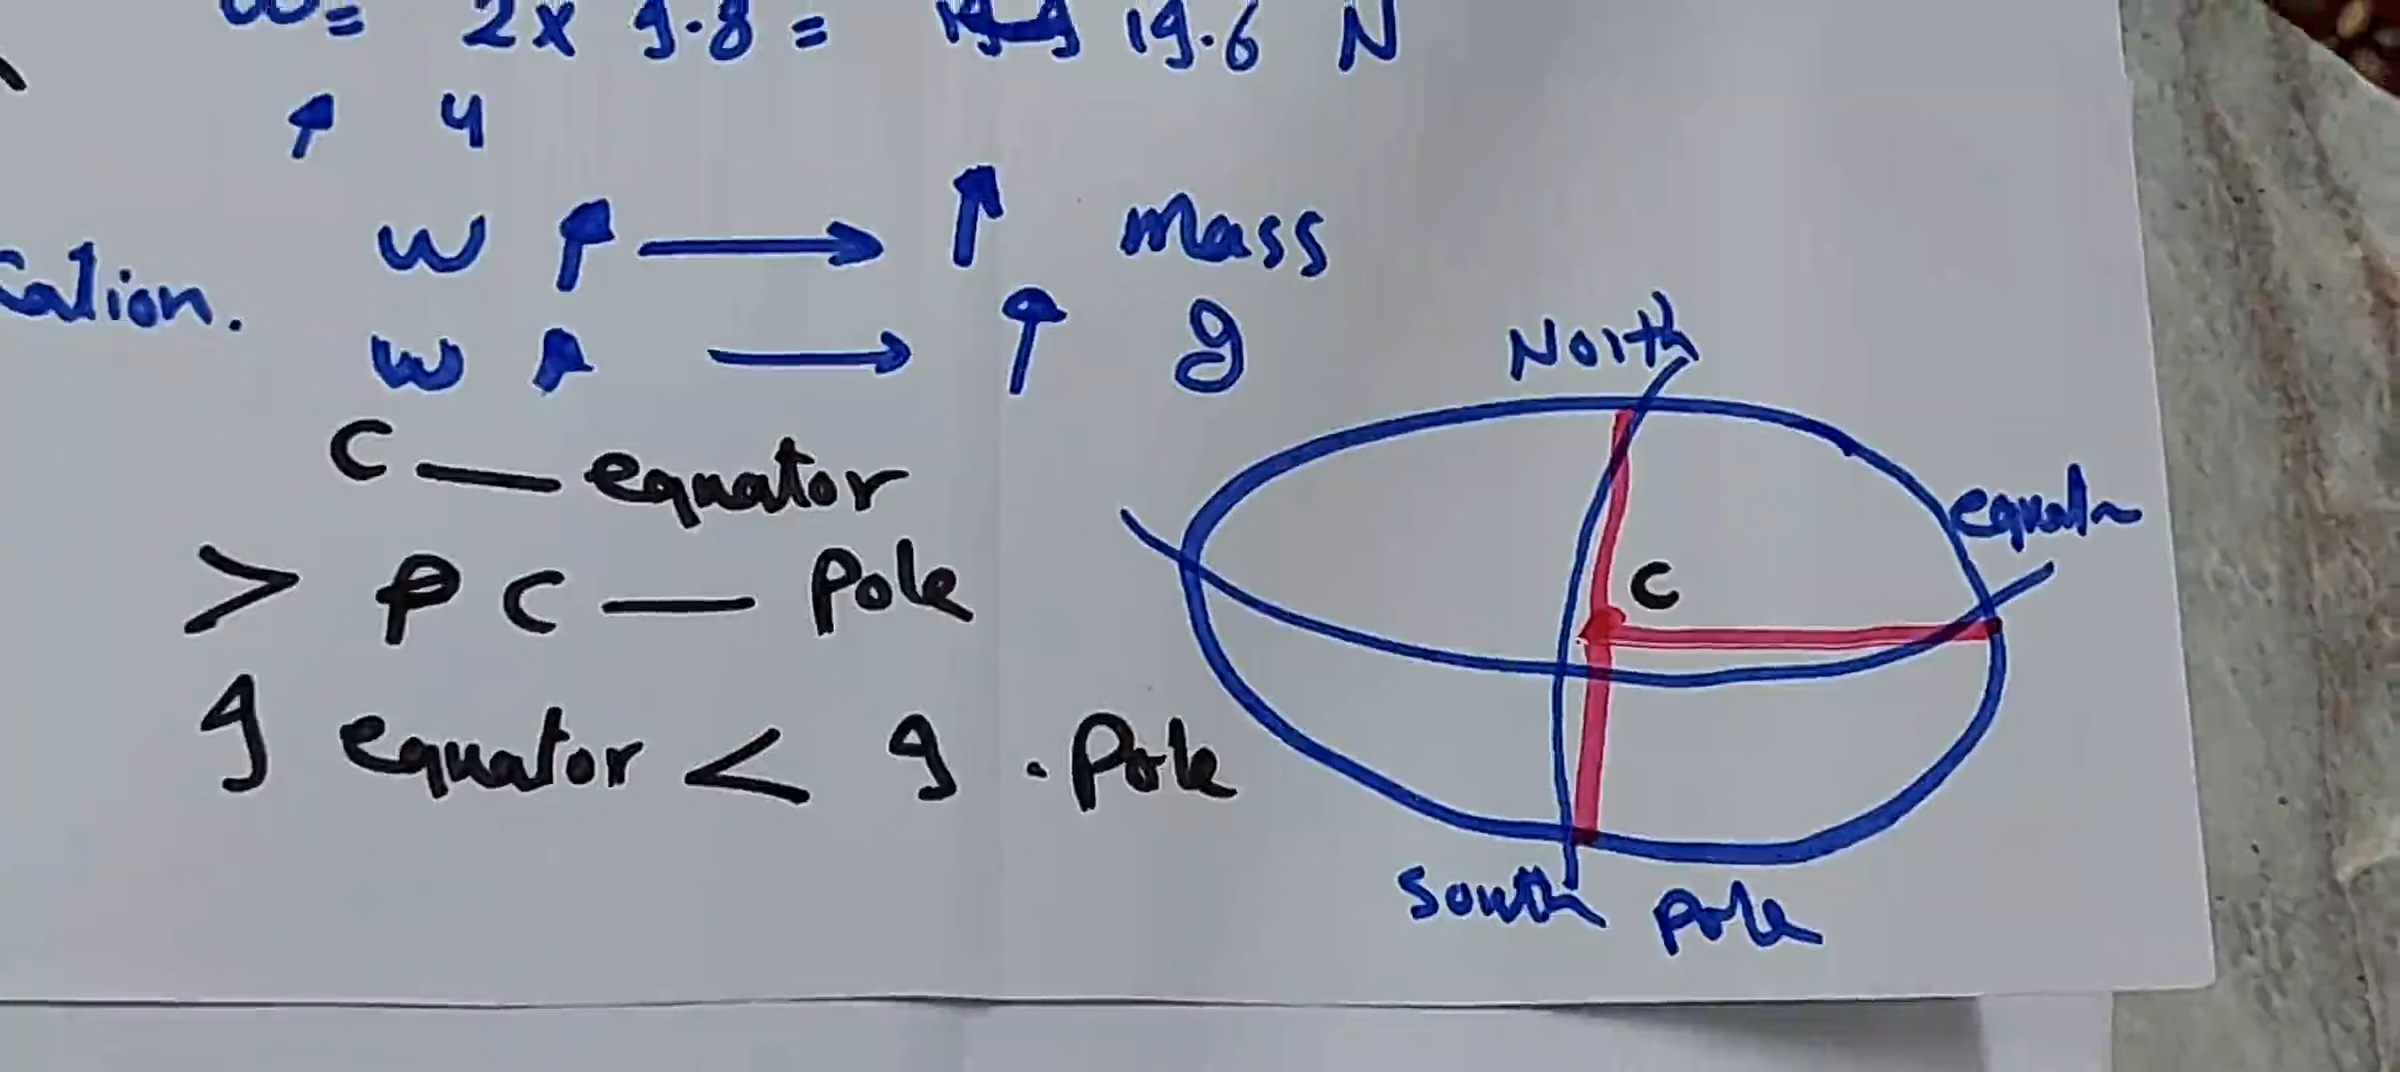 W = 2 x 9.8 = 19.6 N
↑ 4
cation.
W ↑ → ↑ mass
W ↑ → ↑ g
C — equator
> P C — Pole
g equator < g . Pole
North
equator
C
South Pole